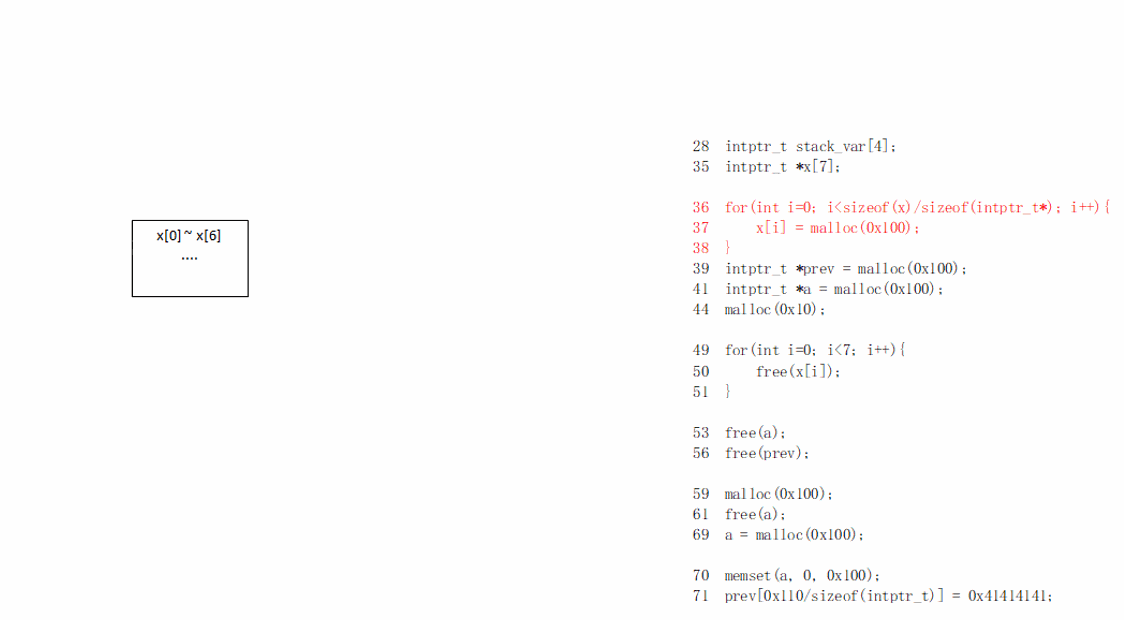 x[0] ~ x[6]
....
28 intptr_t stack_var[4];
35 intptr_t *x[7];
36 for(int i=0; i<sizeof(x)/sizeof(intptr_t*); i++){
37 x[i] = malloc(0x100);
38 }
39 intptr_t *prev = malloc(0x100);
41 intptr_t *a = malloc(0x100);
44 malloc(0x10);
49 for(int i=0; i<7; i++){
50 free(x[i]);
51 }
53 free(a);
56 free(prev);
59 malloc(0x100);
61 free(a);
69 a = malloc(0x100);
70 memset(a, 0, 0x100);
71 prev[0x110/sizeof(intptr_t)] = 0x41414141;